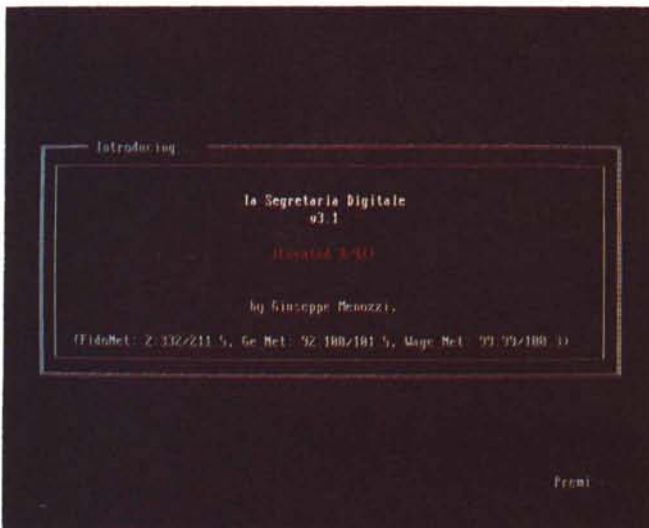 Introducing
la Segretaria Digitale
v3.1
by Giuseppe Menozzi,
(FidoNet: 2:332/211.5, Ge Net: 92:100/101.5, Wage Net: 99:99/100.3)
Premi